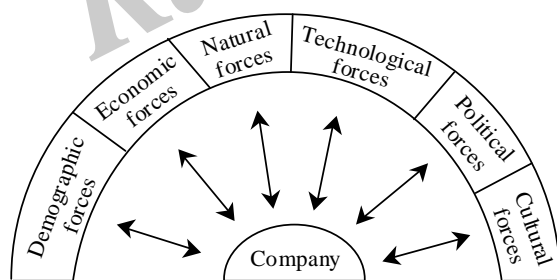 Demographic
forces
Economic
forces
Natural
forces
Technological
forces
Political
forces
Cultural
forces
Company